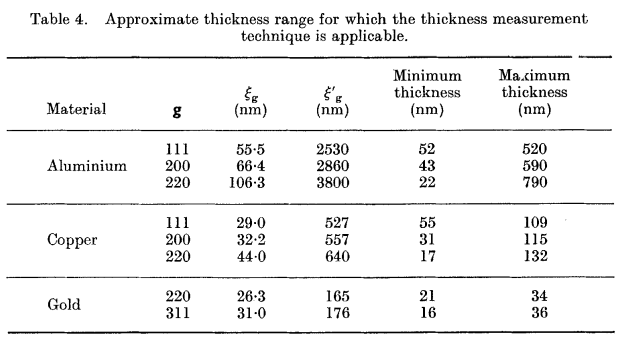 Table 4. Approximate thickness range for which the thickness measurement
technique is applicable.
Minimum Maximum
ξg ξ′g thickness thickness
Material g (nm) (nm) (nm) (nm)
111 55·5 2530 52 520
Aluminium 200 66·4 2860 43 590
220 106·3 3800 22 790
111 29·0 527 55 109
Copper 200 32·2 557 31 115
220 44·0 640 17 132
Gold 220 26·3 165 21 34
311 31·0 176 16 36